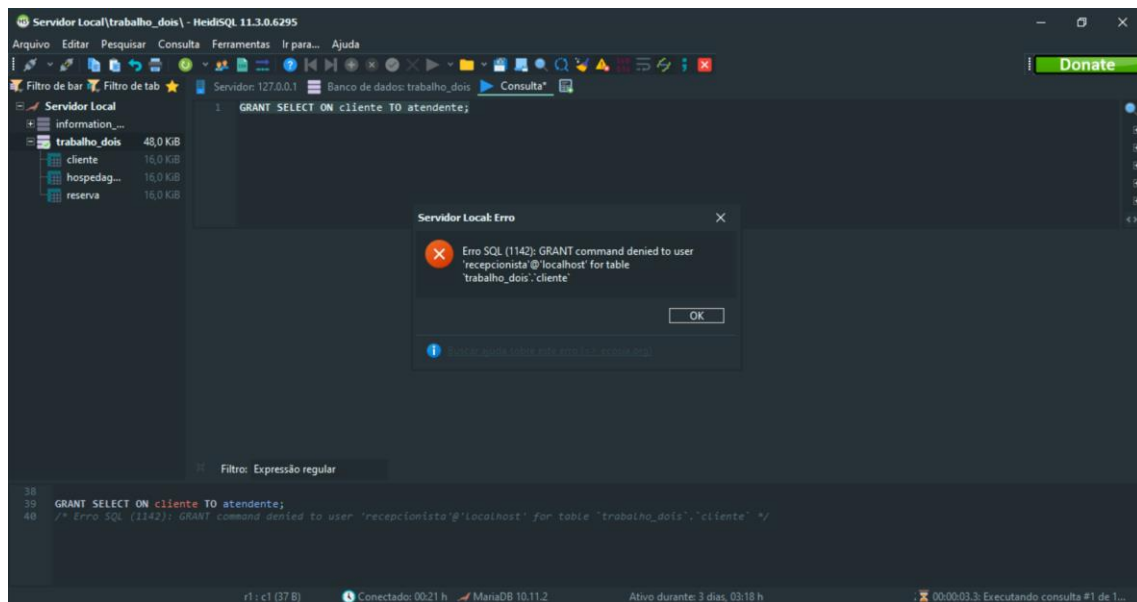 Servidor Local\trabalho_dois\ - HeidiSQL 11.3.0.6295
Arquivo Editar Pesquisar Consulta Ferramentas Ir para... Ajuda
Donate
Filtro de bar Filtro de tab Servidor: 127.0.0.1 Banco de dados: trabalho_dois Consulta*
Servidor Local
information_...
trabalho_dois 48,0 KiB
cliente 16,0 KiB
hospedag... 16,0 KiB
reserva 16,0 KiB
1 GRANT SELECT ON cliente TO atendente;
Servidor Local: Erro
Erro SQL (1142): GRANT command denied to user
'recepcionista'@'localhost' for table
`trabalho_dois`.`cliente`
OK
Buscar ajuda sobre este erro
Filtro: Expressão regular
38
39 GRANT SELECT ON cliente TO atendente;
40 /* Erro SQL (1142): GRANT command denied to user 'recepcionista'@'localhost' for table `trabalho_dois`.`cliente` */
r1 : c1 (37 B) Conectado: 00:21 h MariaDB 10.11.2 Ativo durante: 3 dias, 03:18 h 00:00:03.3: Executando consulta #1 de 1...